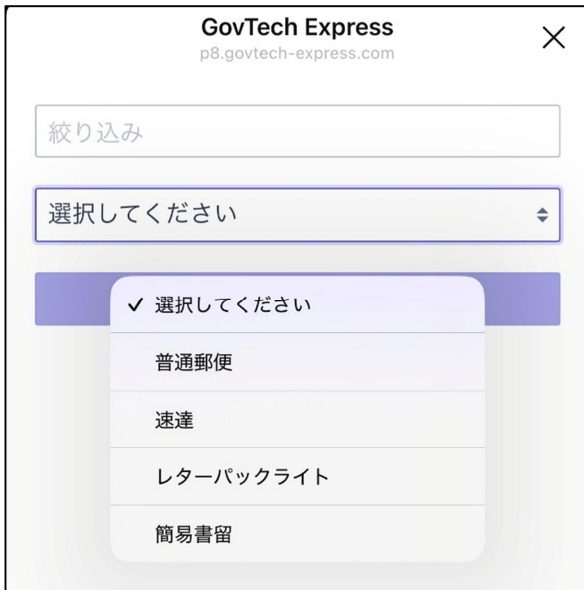 GovTech Express
p8.govtech-express.com
絞り込み
選択してください
選択してください
普通郵便
速達
レターパックライト
簡易書留